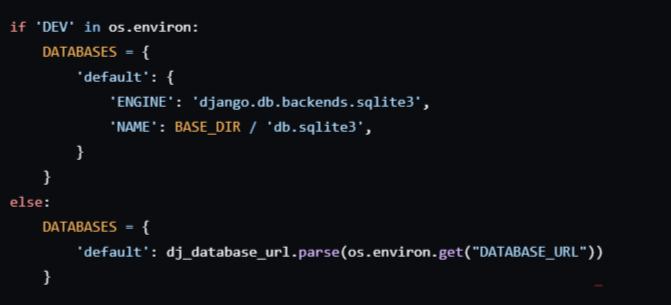 if 'DEV' in os.environ:
    DATABASES = {
        'default': {
            'ENGINE': 'django.db.backends.sqlite3',
            'NAME': BASE_DIR / 'db.sqlite3',
        }
    }
else:
    DATABASES = {
        'default': dj_database_url.parse(os.environ.get("DATABASE_URL"))
    }